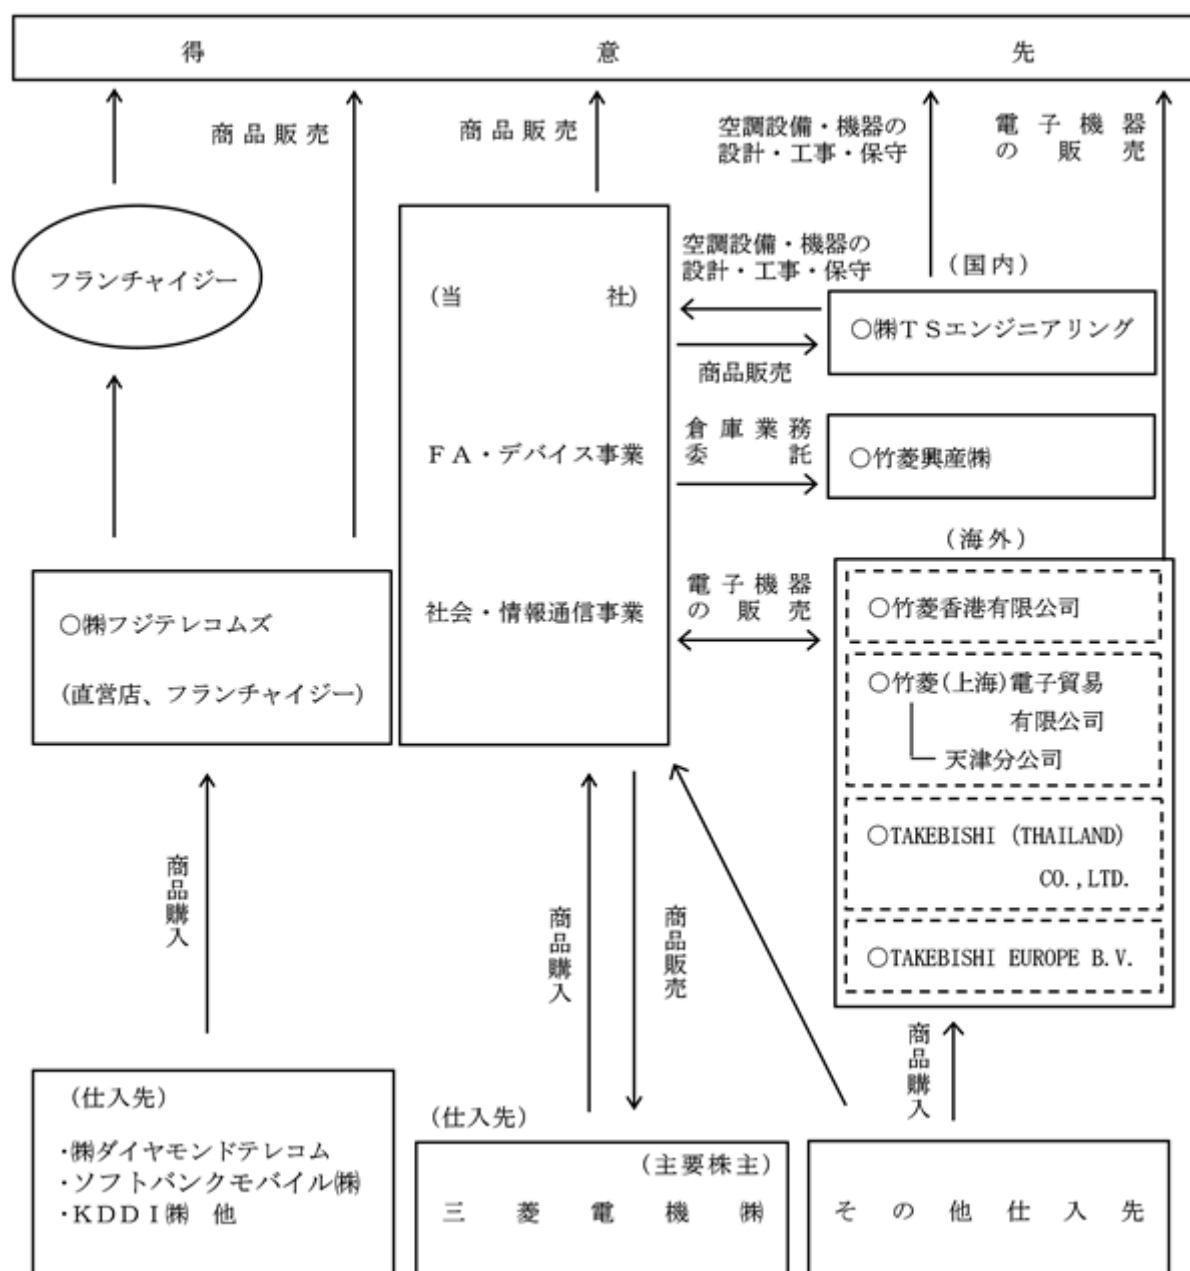 得意先
商品販売
商品販売
空調設備・機器の
設計・工事・保守
電子機器
の販売
フランチャイジー
(当社)
FA・デバイス事業
社会・情報通信事業
空調設備・機器の
設計・工事・保守
商品販売
(国内)
○㈱TSエンジニアリング
倉庫業務
委託
○竹菱興産㈱
(海外)
電子機器
の販売
○竹菱香港有限公司
○竹菱(上海)電子貿易
有限公司
天津分公司
○TAKEBISHI (THAILAND)
CO.,LTD.
○TAKEBISHI EUROPE B.V.
○㈱フジテレコムズ
(直営店、フランチャイジー)
商品購入
商品購入
商品販売
商品購入
(仕入先)
・㈱ダイヤモンドテレコム
・ソフトバンクモバイル㈱
・KDDI㈱ 他
(仕入先)
(主要株主)
三菱電機㈱
その他仕入先